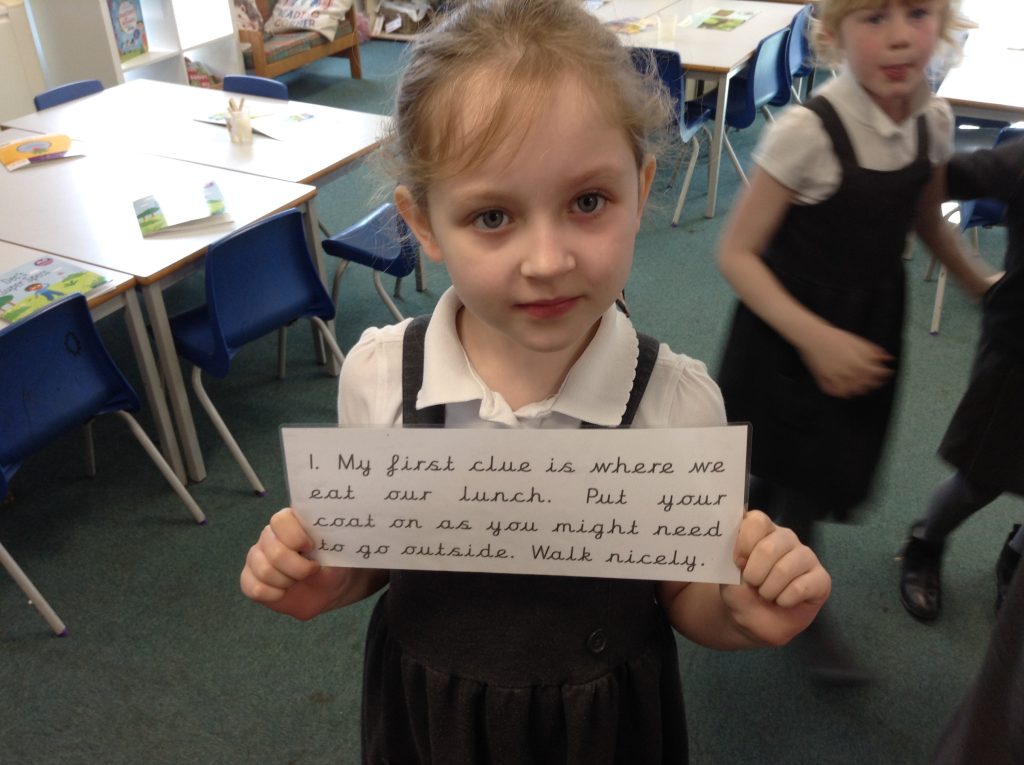 1. My first clue is where we
eat our lunch. Put your
coat on as you might need
to go outside. Walk nicely.